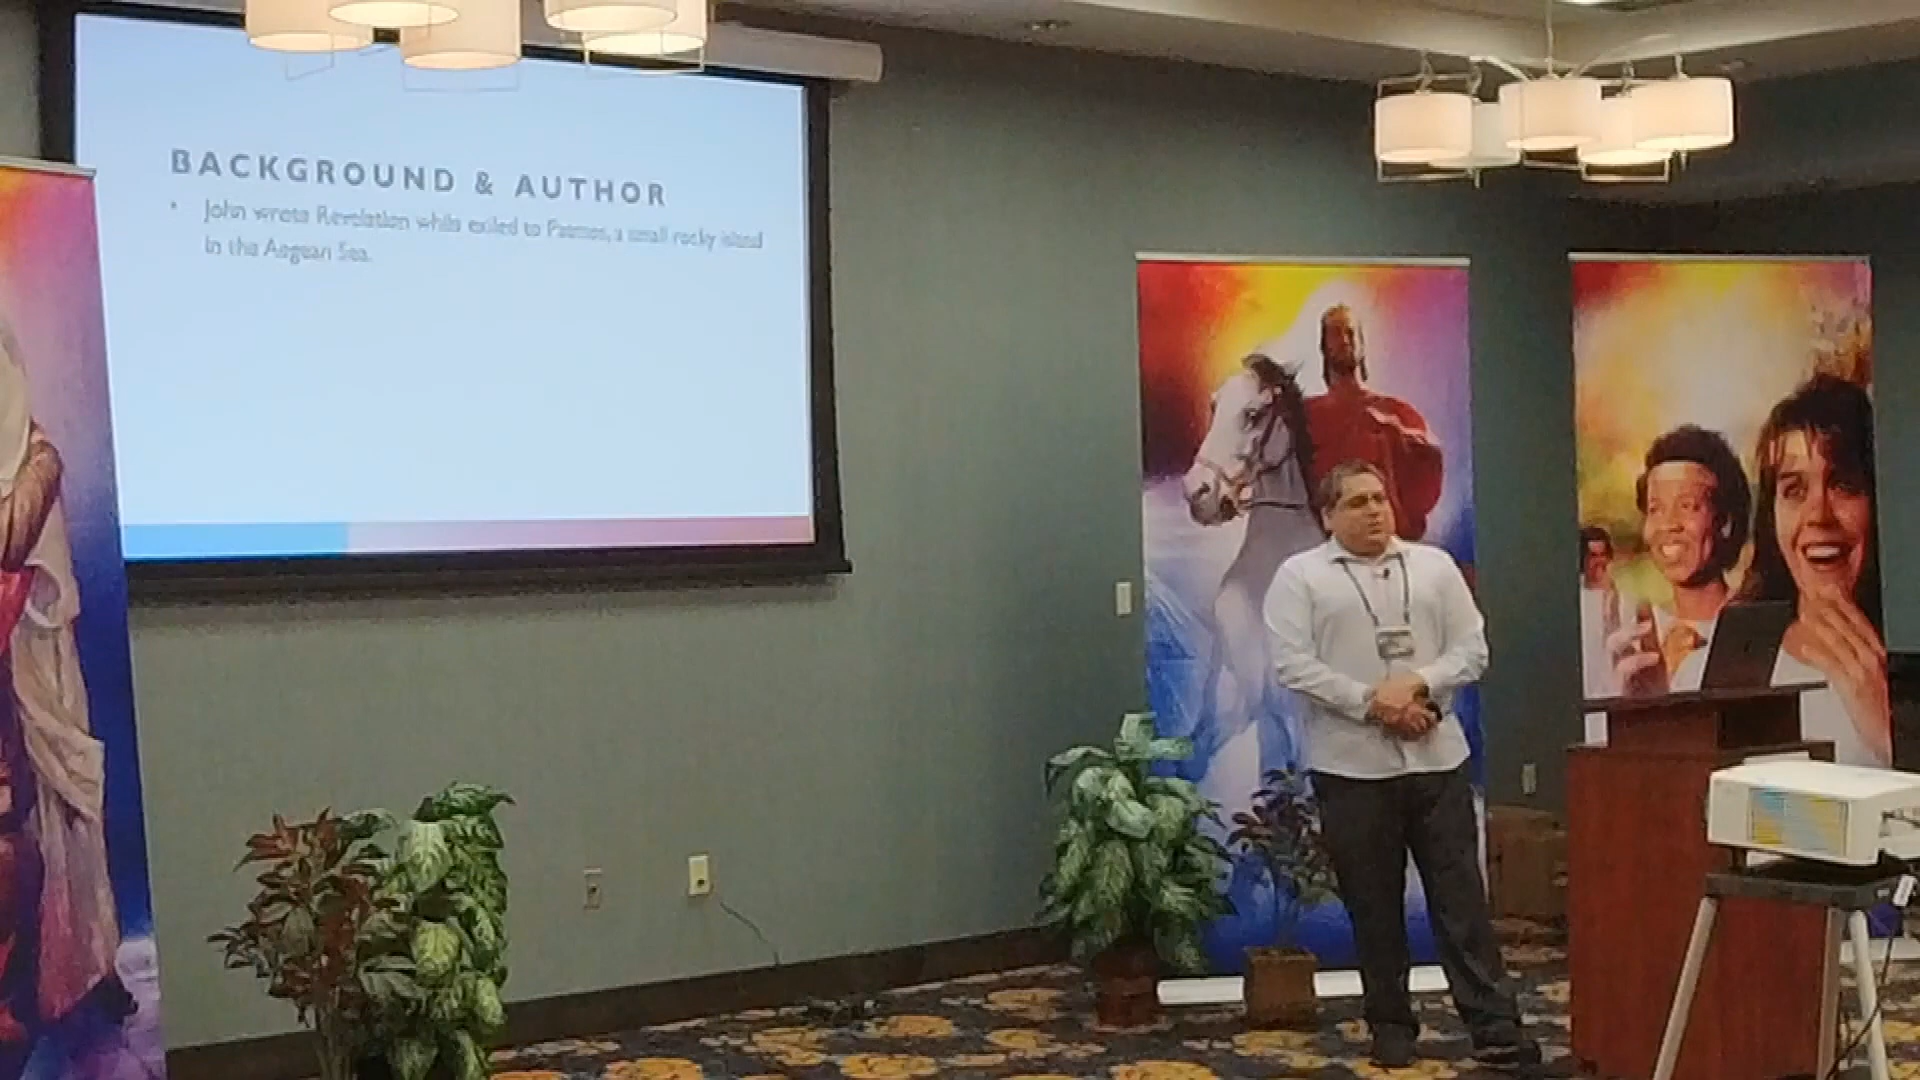 BACKGROUND & AUTHOR
• John wrote Revelation while exiled to Patmos, a small rocky island
in the Aegean Sea.